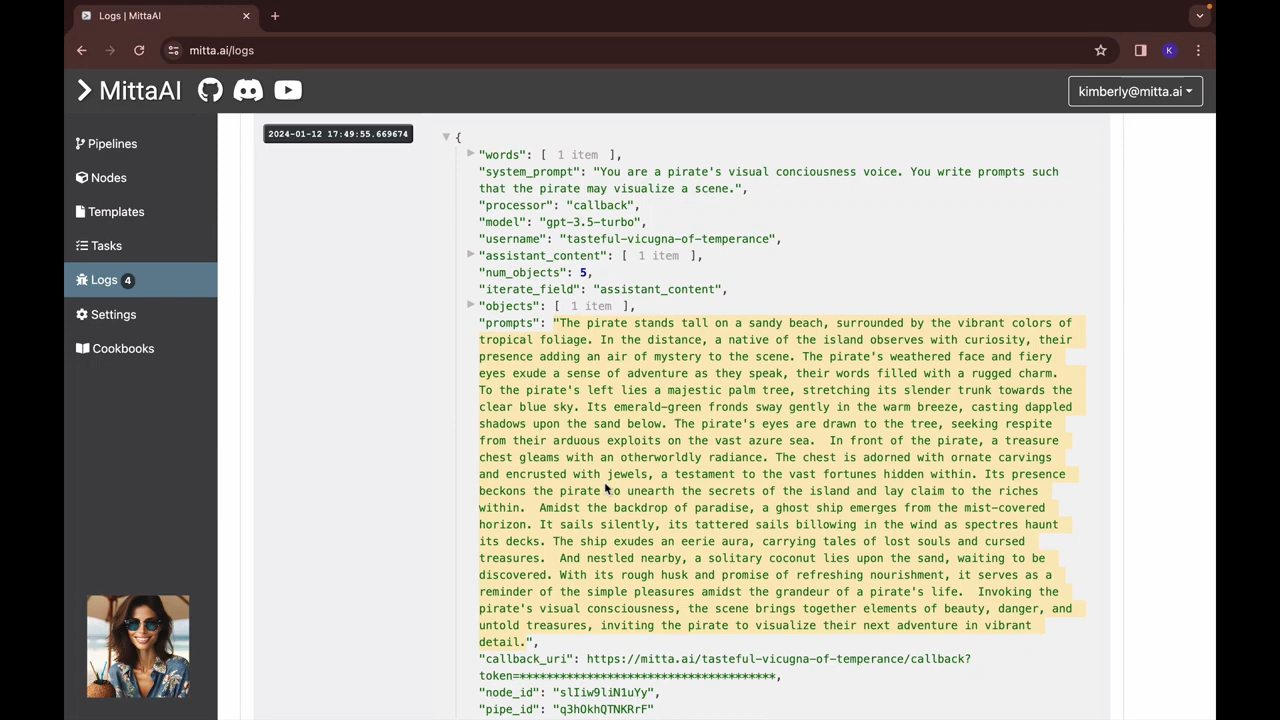 Logs | MittaAI
mitta.ai/logs
K
MittaAI
kimberly@mitta.ai
Pipelines
Nodes
Templates
Tasks
Logs 4
Settings
Cookbooks
2024-01-12 17:49:55.669674
{
"words": [ 1 item ],
"system_prompt": "You are a pirate's visual conciousness voice. You write prompts such
that the pirate may visualize a scene.",
"processor": "callback",
"model": "gpt-3.5-turbo",
"username": "tasteful-vicugna-of-temperance",
"assistant_content": [ 1 item ],
"num_objects": 5,
"iterate_field": "assistant_content",
"objects": [ 1 item ],
"prompts": "The pirate stands tall on a sandy beach, surrounded by the vibrant colors of
tropical foliage. In the distance, a native of the island observes with curiosity, their
presence adding an air of mystery to the scene. The pirate's weathered face and fiery
eyes exude a sense of adventure as they speak, their words filled with a rugged charm.
To the pirate's left lies a majestic palm tree, stretching its slender trunk towards the
clear blue sky. Its emerald-green fronds sway gently in the warm breeze, casting dappled
shadows upon the sand below. The pirate's eyes are drawn to the tree, seeking respite
from their arduous exploits on the vast azure sea.  In front of the pirate, a treasure
chest gleams with an otherworldly radiance. The chest is adorned with ornate carvings
and encrusted with jewels, a testament to the vast fortunes hidden within. Its presence
beckons the pirate to unearth the secrets of the island and lay claim to the riches
within.  Amidst the backdrop of paradise, a ghost ship emerges from the mist-covered
horizon. It sails silently, its tattered sails billowing in the wind as spectres haunt
its decks. The ship exudes an eerie aura, carrying tales of lost souls and cursed
treasures.  And nestled nearby, a solitary coconut lies upon the sand, waiting to be
discovered. With its rough husk and promise of refreshing nourishment, it serves as a
reminder of the simple pleasures amidst the grandeur of a pirate's life.  Invoking the
pirate's visual consciousness, the scene brings together elements of beauty, danger, and
untold treasures, inviting the pirate to visualize their next adventure in vibrant
detail.",
"callback_uri": https://mitta.ai/tasteful-vicugna-of-temperance/callback?
token=**************************************,
"node_id": "slIiw9liN1uYy",
"pipe_id": "q3hOkhQTNKRrF"